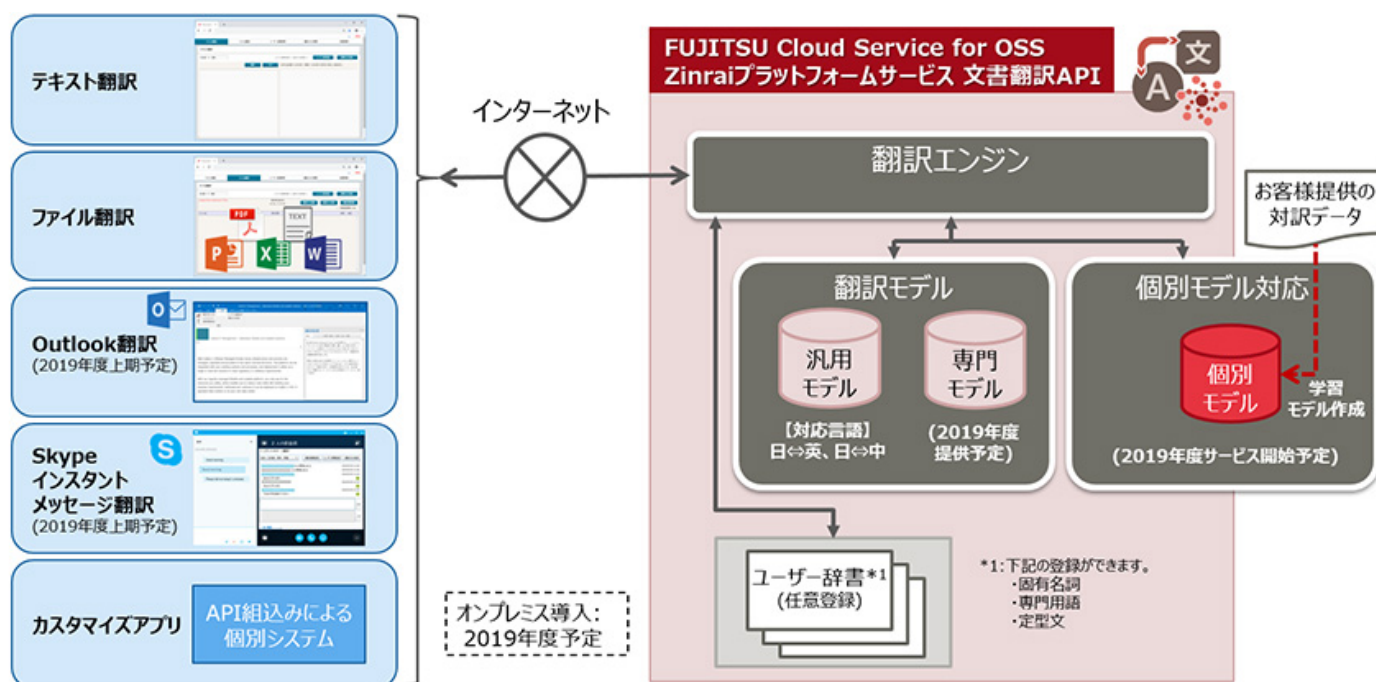 テキスト翻訳
ファイル翻訳
PDF
TEXT
P
X
W
O
Outlook翻訳
(2019年度上期予定)
S
Skype
インスタント
メッセージ翻訳
(2019年度上期予定)
カスタマイズアプリ
API組込みによる
個別システム
インターネット
オンプレミス導入:
2019年度予定
FUJITSU Cloud Service for OSS
Zinraiプラットフォームサービス 文書翻訳API
文
A
翻訳エンジン
お客様提供の
対訳データ
翻訳モデル
汎用
モデル
【対応言語】
日⇔英、日⇔中
専門
モデル
(2019年度
提供予定)
個別モデル対応
個別
モデル
学習
モデル作成
(2019年度サービス開始予定)
ユーザー辞書*1
(任意登録)
*1:下記の登録ができます。
・固有名詞
・専門用語
・定型文